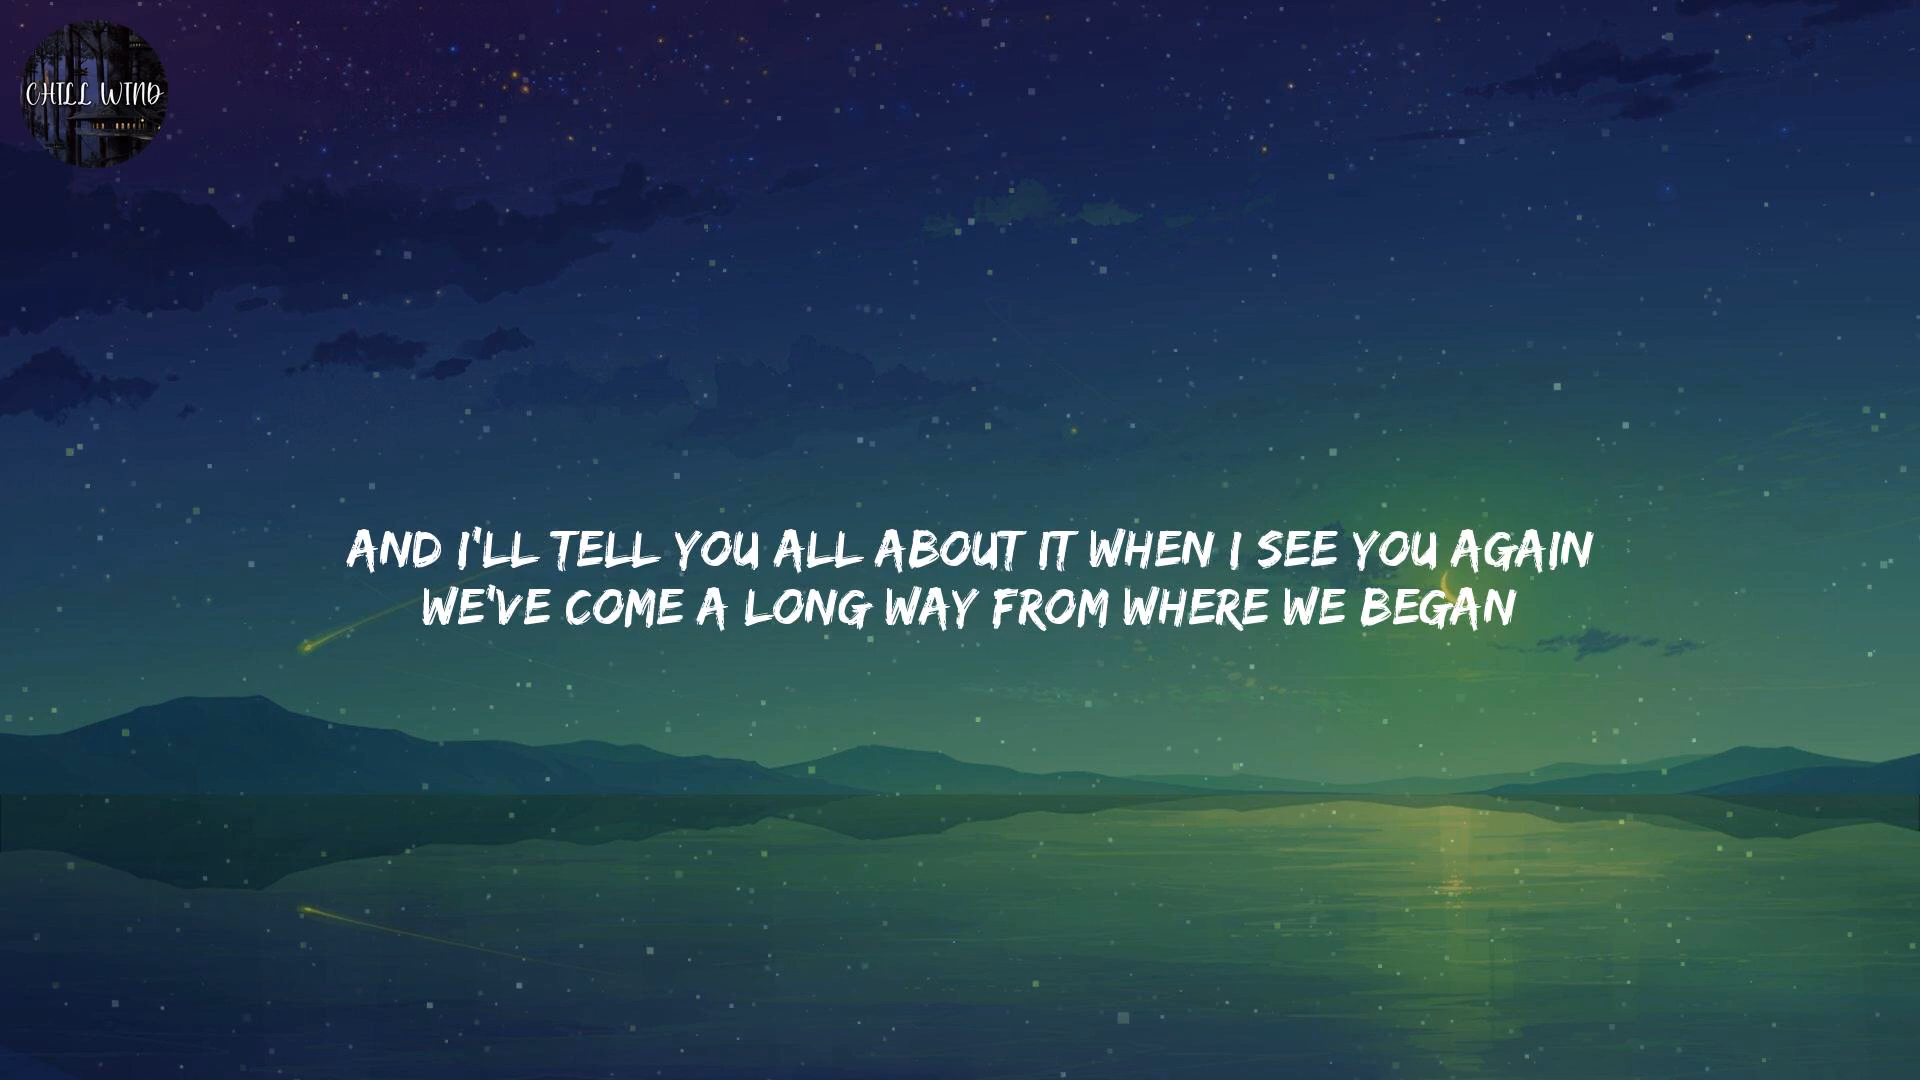 CHILL WIND
AND I'LL TELL YOU ALL ABOUT IT WHEN I SEE YOU AGAIN
WE'VE COME A LONG WAY FROM WHERE WE BEGAN